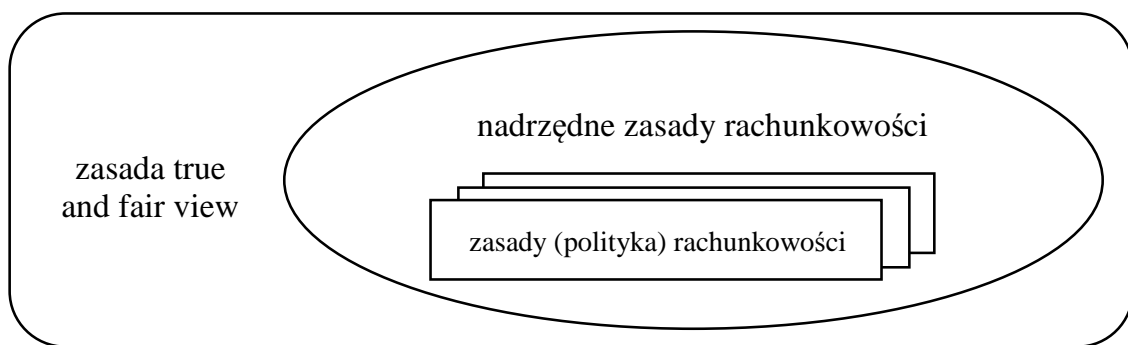 nadrzędne zasady rachunkowości
zasada true
and fair view
zasady (polityka) rachunkowości